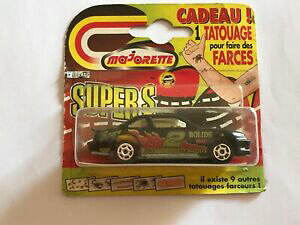 CADEAU !
1 TATOUAGE
pour faire des
FARCES
majorette
SUPERS
BOLIDE
il existe 9 autres
tatouages farceurs !